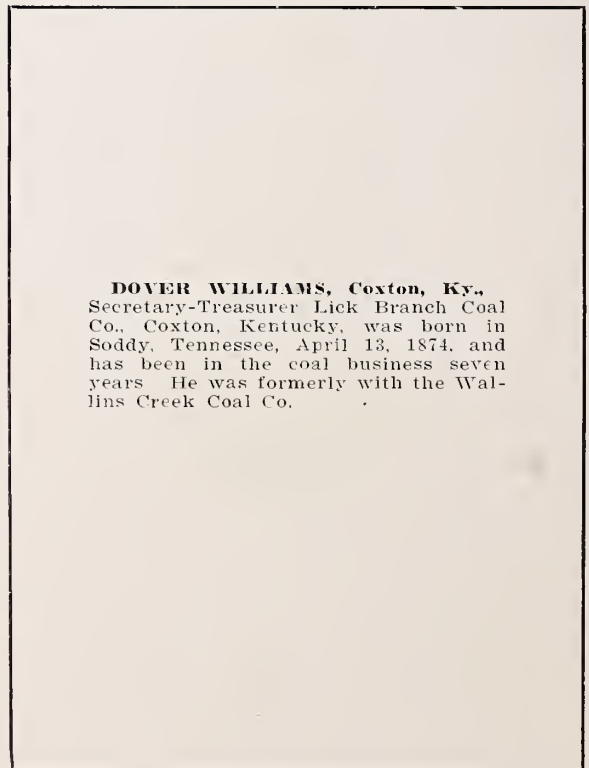 DOVER WILLIAMS, Coxton, Ky.,
Secretary-Treasurer Lick Branch Coal
Co., Coxton, Kentucky, was born in
Soddy, Tennessee, April 13, 1874, and
has been in the coal business seven
years He was formerly with the Wal-
lins Creek Coal Co.